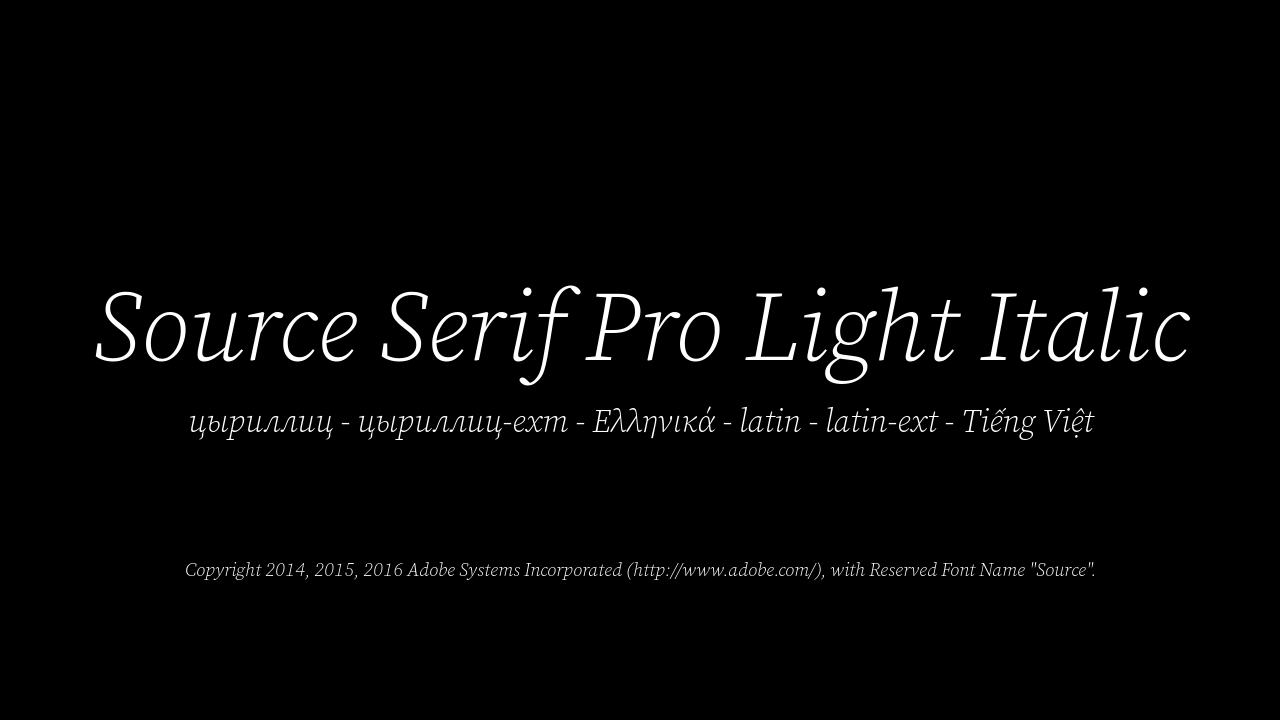 Source Serif Pro Light Italic
цыриллиц - цыриллиц-ext - Ελληνικά - latin - latin-ext - Tiếng Việt
Copyright 2014, 2015, 2016 Adobe Systems Incorporated (http://www.adobe.com/), with Reserved Font Name "Source".